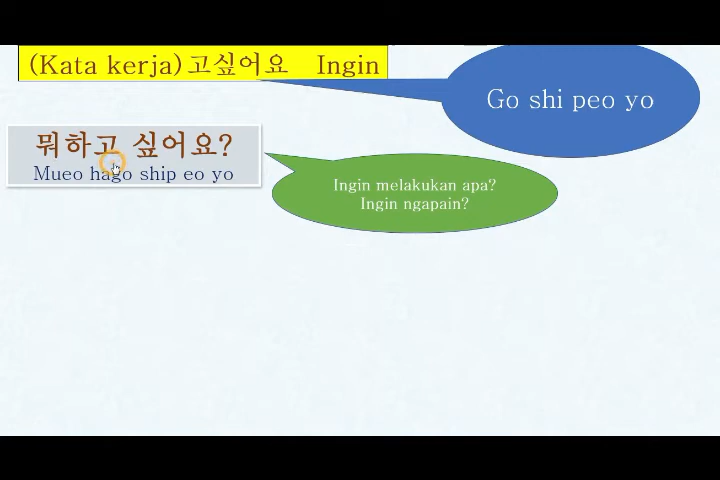 (Kata kerja)고싶어요 Ingin
Go shi peo yo
뭐하고 싶어요?
Mueo hago ship eo yo
Ingin melakukan apa?
Ingin ngapain?